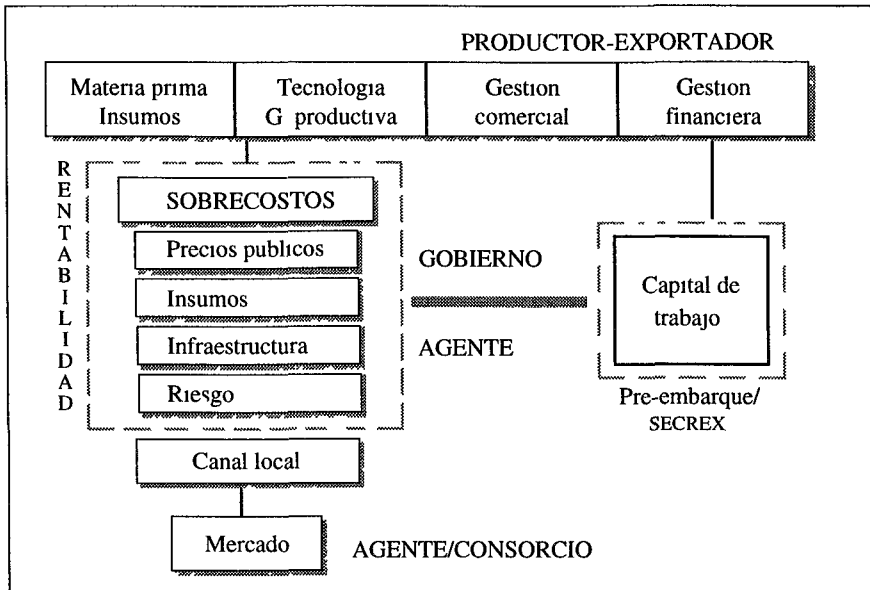 PRODUCTOR-EXPORTADOR
Materia prima
Insumos
Tecnologia
G productiva
Gestion
comercial
Gestion
financiera
RENTABILIDAD
SOBRECOSTOS
Precios publicos
Insumos
Infraestructura
Riesgo
GOBIERNO
AGENTE
Capital de
trabajo
Pre-embarque/
SECREX
Canal local
Mercado
AGENTE/CONSORCIO